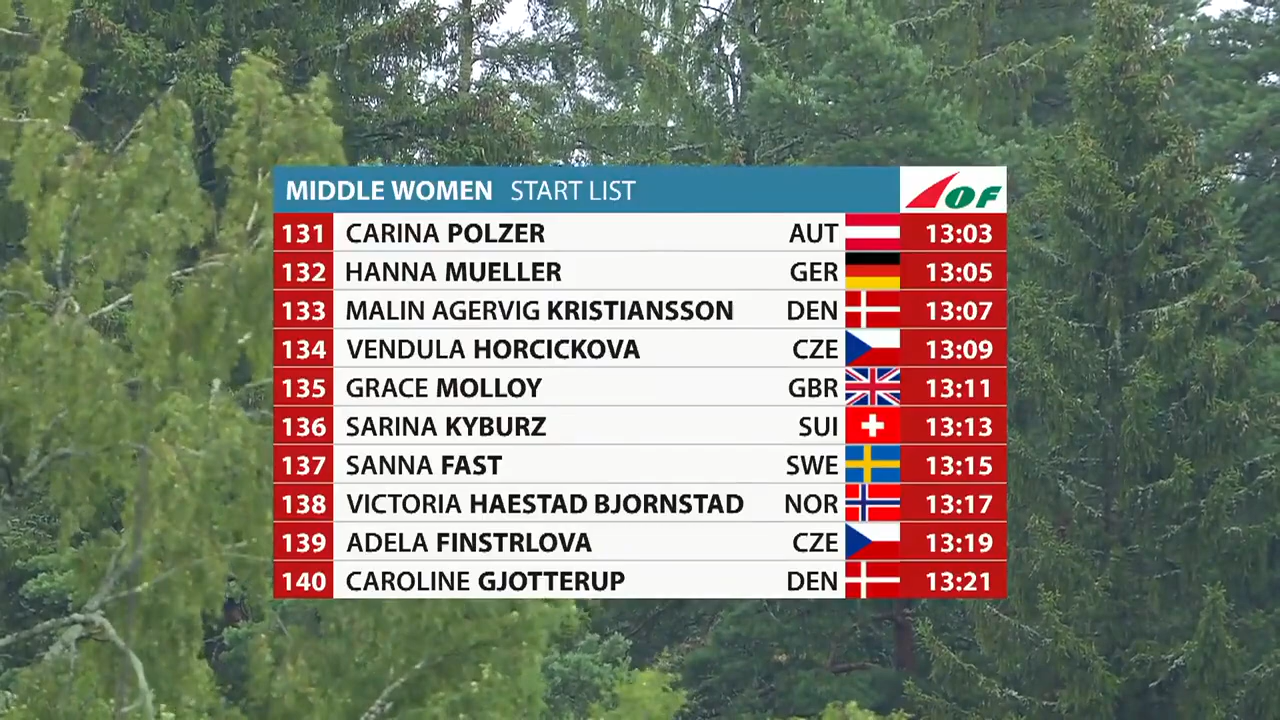 MIDDLE WOMEN START LIST IOF
131 CARINA POLZER AUT 13:03
132 HANNA MUELLER GER 13:05
133 MALIN AGERVIG KRISTIANSSON DEN 13:07
134 VENDULA HORCICKOVA CZE 13:09
135 GRACE MOLLOY GBR 13:11
136 SARINA KYBURZ SUI 13:13
137 SANNA FAST SWE 13:15
138 VICTORIA HAESTAD BJORNSTAD NOR 13:17
139 ADELA FINSTRLOVA CZE 13:19
140 CAROLINE GJOTTERUP DEN 13:21